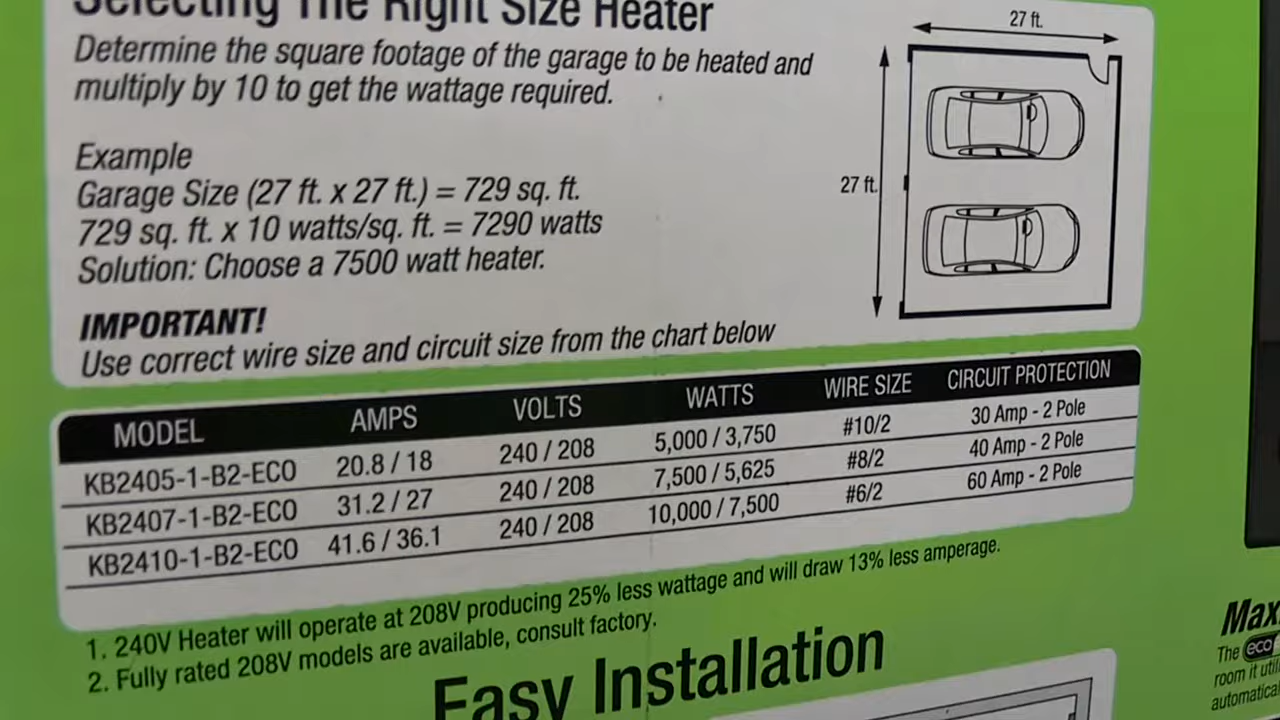 Selecting The Right Size Heater
Determine the square footage of the garage to be heated and
multiply by 10 to get the wattage required.
Example
Garage Size (27 ft. x 27 ft.) = 729 sq. ft.
729 sq. ft. x 10 watts/sq. ft. = 7290 watts
Solution: Choose a 7500 watt heater.
27 ft.
27 ft.
IMPORTANT!
Use correct wire size and circuit size from the chart below
MODEL AMPS VOLTS WATTS WIRE SIZE CIRCUIT PROTECTION
KB2405-1-B2-ECO 20.8 / 18 240 / 208 5,000 / 3,750 #10/2 30 Amp - 2 Pole
KB2407-1-B2-ECO 31.2 / 27 240 / 208 7,500 / 5,625 #8/2 40 Amp - 2 Pole
KB2410-1-B2-ECO 41.6 / 36.1 240 / 208 10,000 / 7,500 #6/2 60 Amp - 2 Pole
1. 240V Heater will operate at 208V producing 25% less wattage and will draw 13% less amperage.
2. Fully rated 208V models are available, consult factory.
Easy Installation
The eco
room it